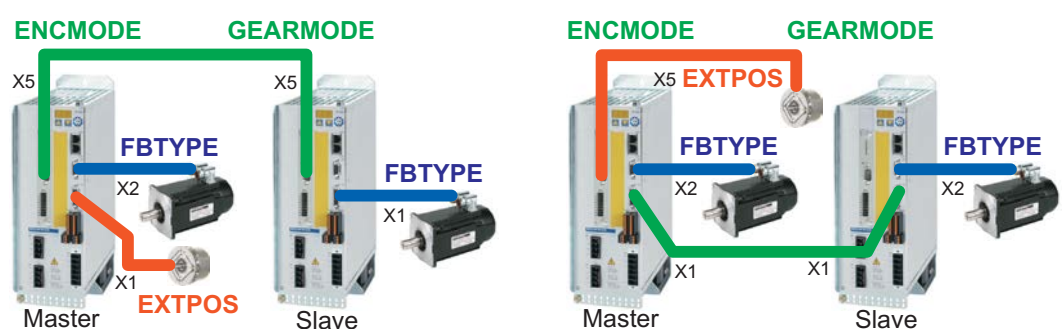 ENCMODE GEARMODE
X5 X5
FBTYPE
X2
FBTYPE
X1
X1
EXTPOS
Master Slave
ENCMODE GEARMODE
X5 EXTPOS
FBTYPE FBTYPE
X2 X2
X1 X1
Master Slave